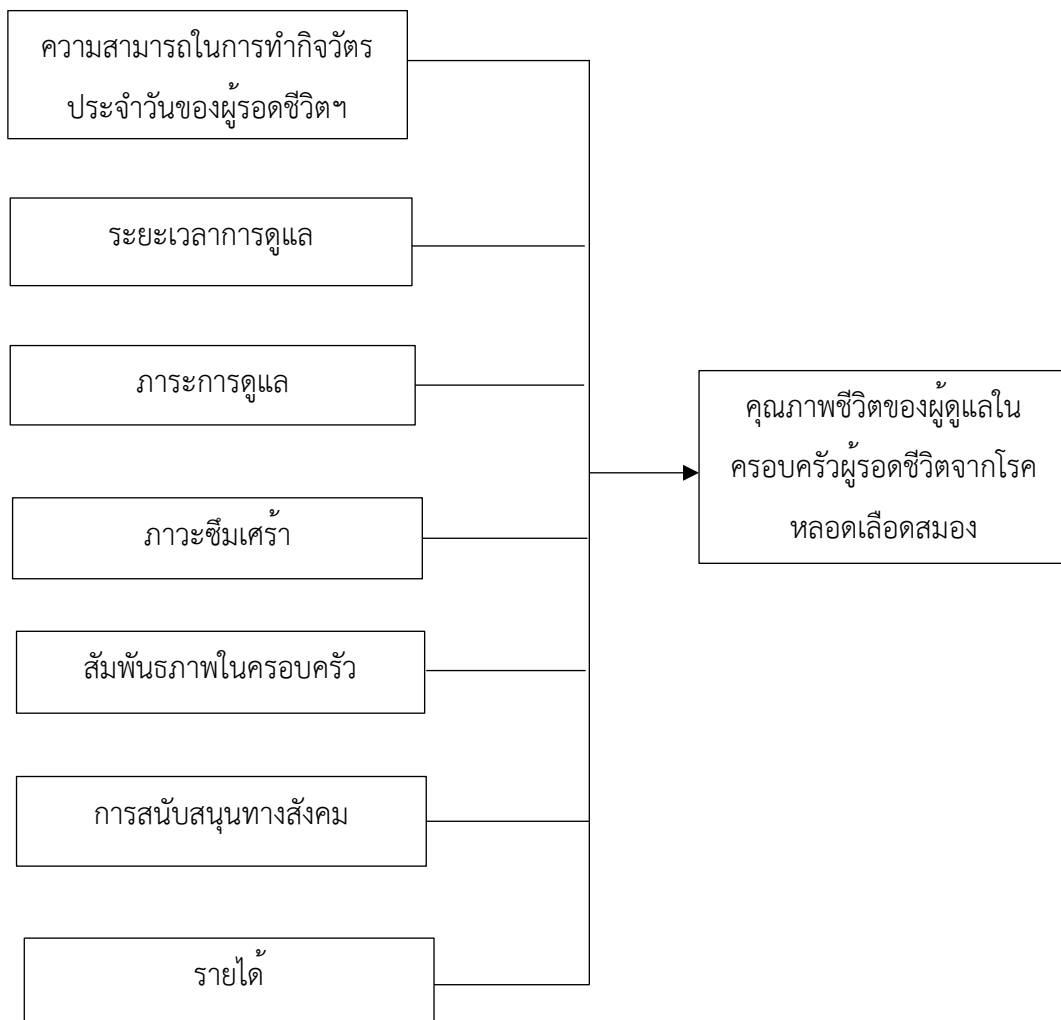 ความสามารถในการทำกิจวัตร
ประจำวันของผู้รอดชีวิตฯ
ระยะเวลาการดูแล
ภาระการดูแล
ภาวะซึมเศร้า
สัมพันธภาพในครอบครัว
การสนับสนุนทางสังคม
รายได้
คุณภาพชีวิตของผู้ดูแลใน
ครอบครัวผู้รอดชีวิตจากโรค
หลอดเลือดสมอง